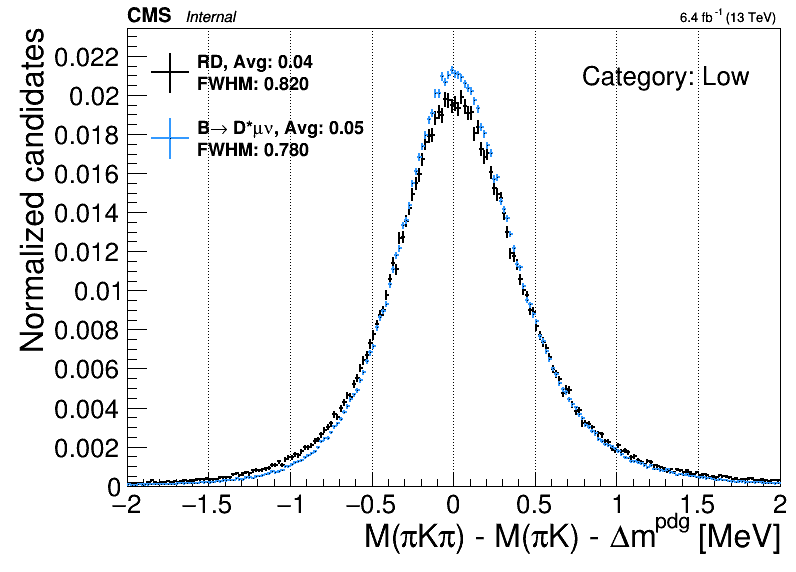 CMS Internal
6.4 fb⁻¹ (13 TeV)
Normalized candidates
0.022
0.02
0.018
0.016
0.014
0.012
0.01
0.008
0.006
0.004
0.002
0
RD, Avg: 0.04
FWHM: 0.820
B→ D*μν, Avg: 0.05
FWHM: 0.780
Category: Low
−2 −1.5 −1 −0.5 0 0.5 1 1.5 2
M(πKπ) - M(πK) - Δm^pdg [MeV]